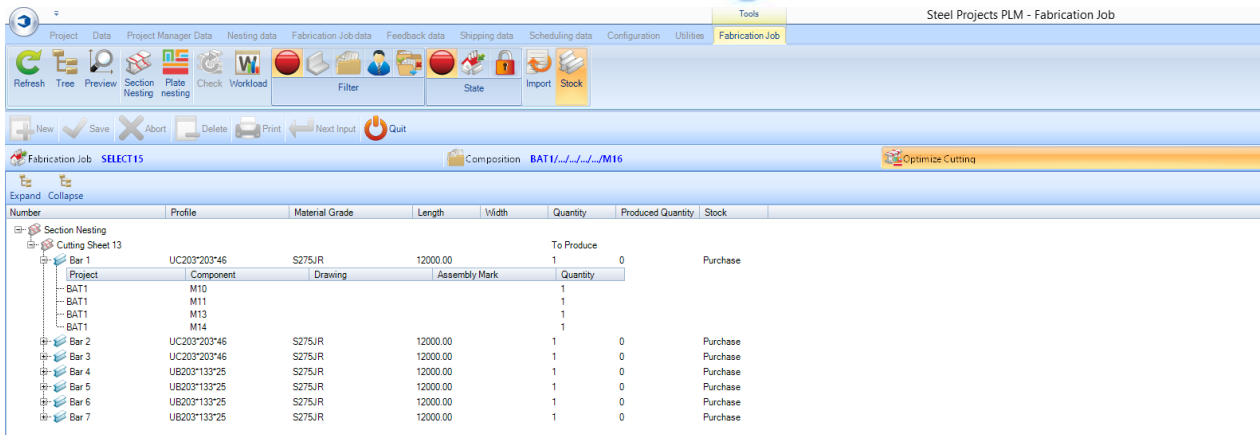 Tools Steel Projects PLM - Fabrication Job
Project Data Project Manager Data Nesting data Fabrication Job data Feedback data Shipping data Scheduling data Configuration Utilities Fabrication Job
Refresh Tree Preview Section Nesting Plate nesting Check Workload Import Stock
Filter State
New Save Abort Delete Print Next Input Quit
Fabrication Job SELECT15 Composition BAT1/.../.../.../.../M16 Optimize Cutting
Expand Collapse
Number Profile Material Grade Length Width Quantity Produced Quantity Stock
Section Nesting
Cutting Sheet 13 To Produce
Bar 1 UC203*203*46 S275JR 12000.00 1 0 Purchase
Project Component Drawing Assembly Mark Quantity
BAT1 M10 1
BAT1 M11 1
BAT1 M13 1
BAT1 M14 1
Bar 2 UC203*203*46 S275JR 12000.00 1 0 Purchase
Bar 3 UC203*203*46 S275JR 12000.00 1 0 Purchase
Bar 4 UB203*133*25 S275JR 12000.00 1 0 Purchase
Bar 5 UB203*133*25 S275JR 12000.00 1 0 Purchase
Bar 6 UB203*133*25 S275JR 12000.00 1 0 Purchase
Bar 7 UB203*133*25 S275JR 12000.00 1 0 Purchase